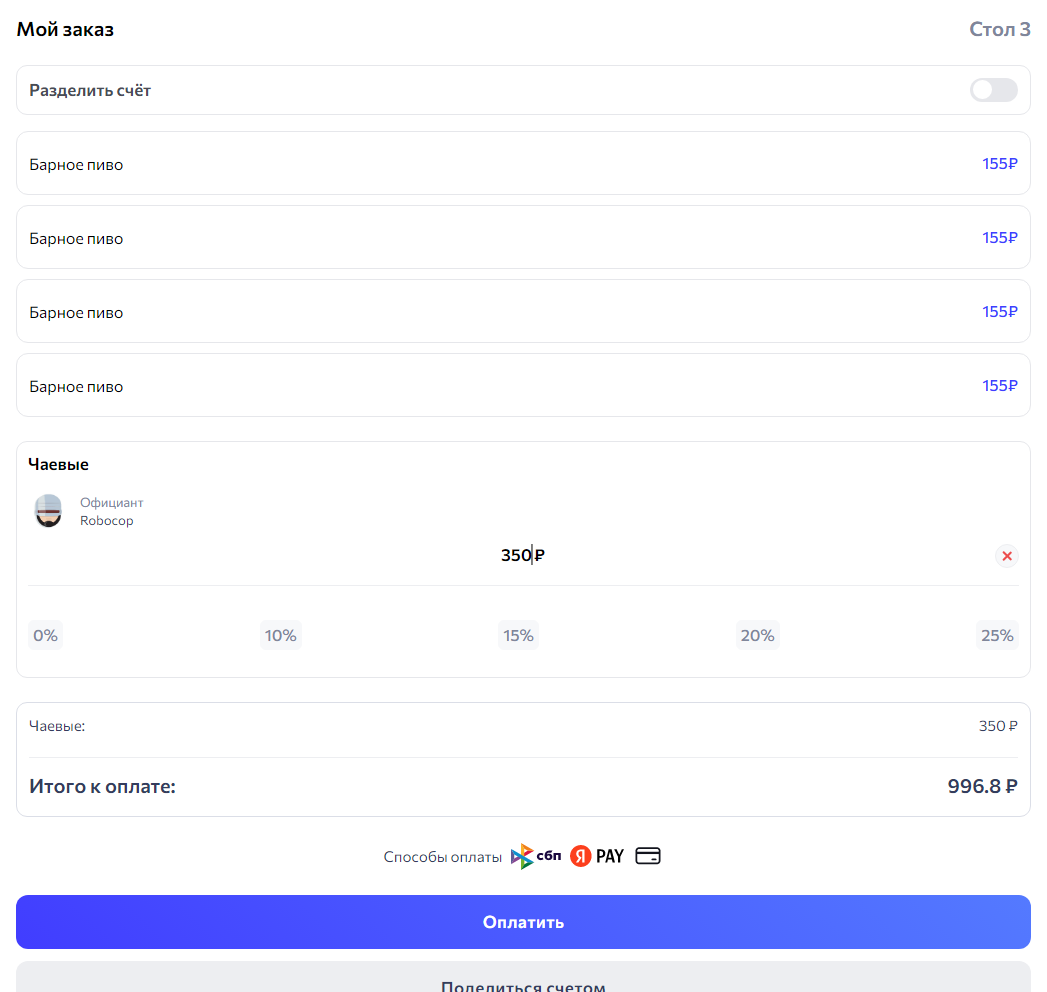 Мой заказ
Стол 3
Разделить счёт
Барное пиво 155₽
Барное пиво 155₽
Барное пиво 155₽
Барное пиво 155₽
Чаевые
Официант
Robocop
350₽
0% 10% 15% 20% 25%
Чаевые: 350 ₽
Итого к оплате: 996.8 ₽
Способы оплаты сбп Я PAY
Оплатить
Поделиться счетом